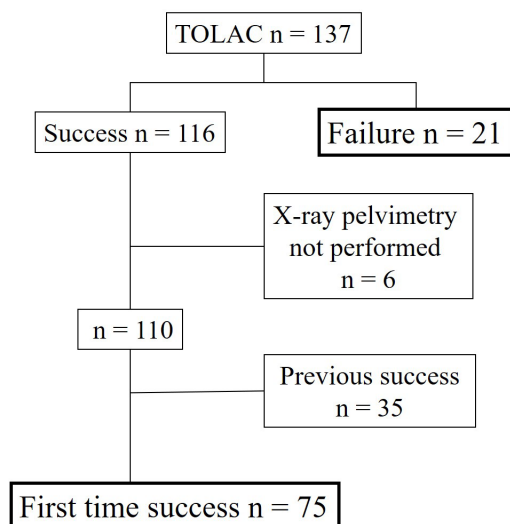 TOLAC n = 137
Success n = 116
Failure n = 21
X-ray pelvimetry
not performed
n = 6
n = 110
Previous success
n = 35
First time success n = 75